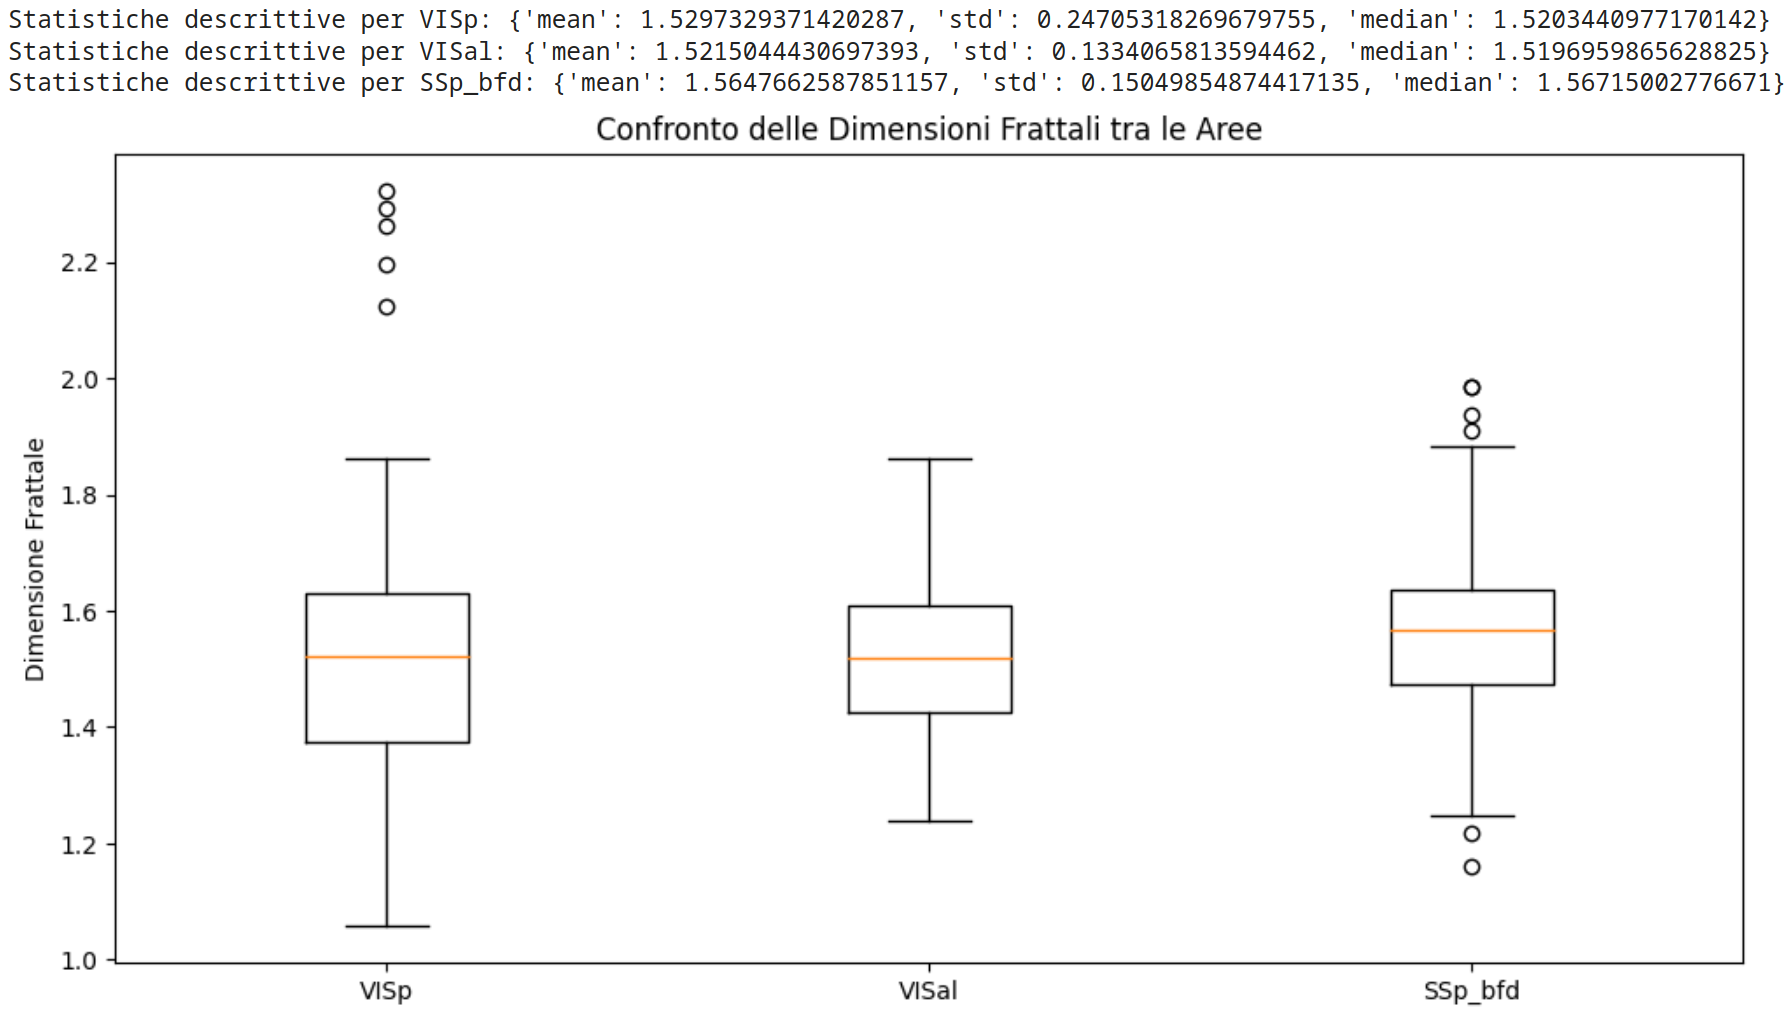 Statistiche descrittive per VISp: {'mean': 1.5297329371420287, 'std': 0.24705318269679755, 'median': 1.5203440977170142}
Statistiche descrittive per VISal: {'mean': 1.5215044430697393, 'std': 0.1334065813594462, 'median': 1.5196959865628825}
Statistiche descrittive per SSp_bfd: {'mean': 1.5647662587851157, 'std': 0.15049854874417135, 'median': 1.56715002776671}
Confronto delle Dimensioni Frattali tra le Aree
Dimensione Frattale
2.2
2.0
1.8
1.6
1.4
1.2
1.0
VISp
VISal
SSp_bfd